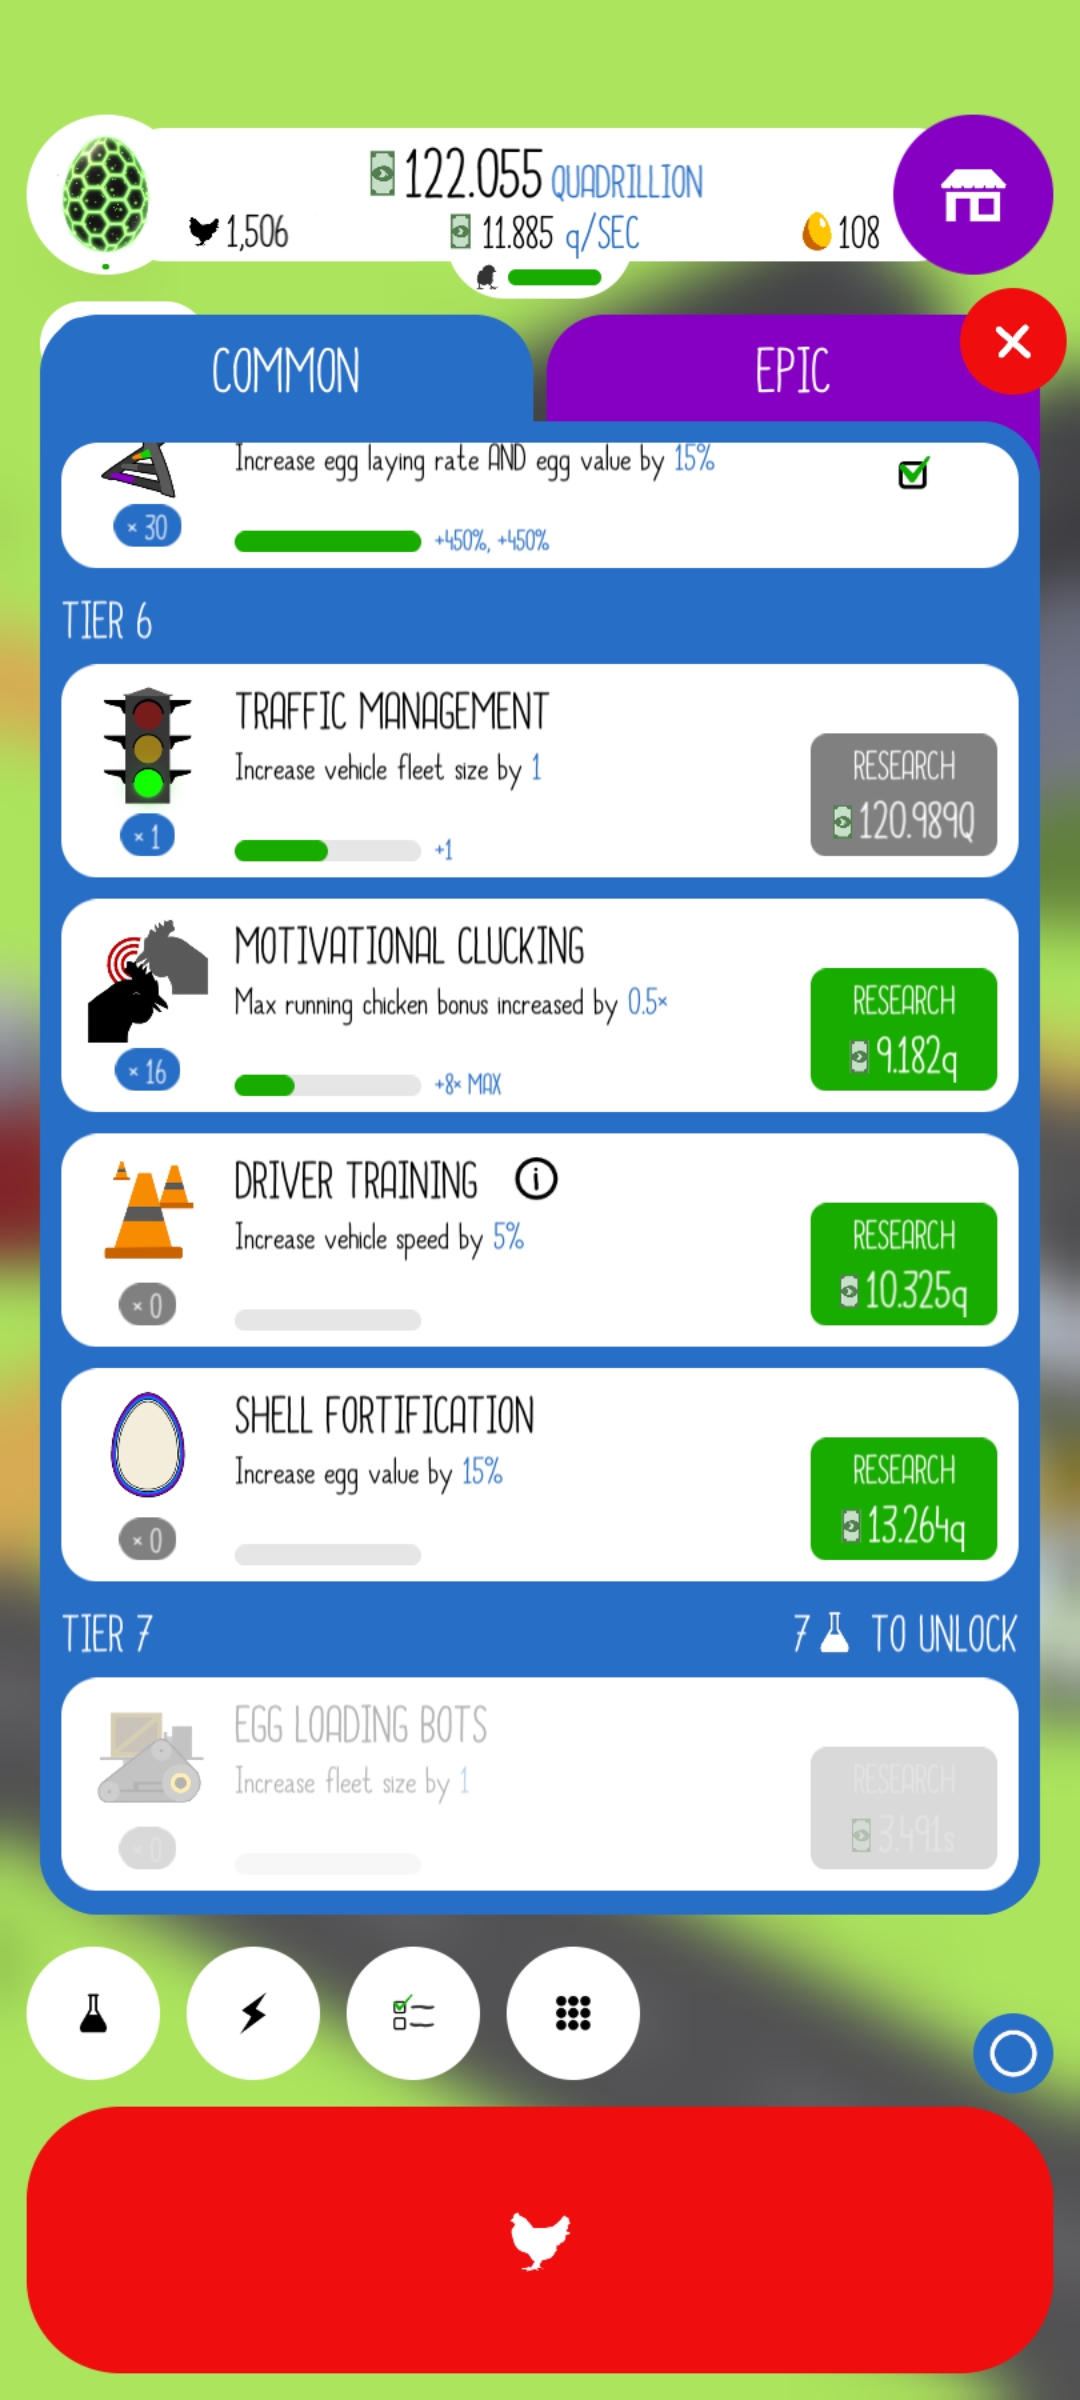 122.055 QUADRILLION
1,506
11.885 q/SEC
108
COMMON
EPIC
Increase egg laying rate AND egg value by 15%
× 30
+450%, +450%
TIER 6
TRAFFIC MANAGEMENT
Increase vehicle fleet size by 1
RESEARCH
120.989Q
× 1
+1
MOTIVATIONAL CLUCKING
Max running chicken bonus increased by 0.5×
RESEARCH
9.182q
× 16
+8× MAX
DRIVER TRAINING
i
Increase vehicle speed by 5%
RESEARCH
10.325q
× 0
SHELL FORTIFICATION
Increase egg value by 15%
RESEARCH
13.264q
× 0
TIER 7
7 TO UNLOCK
EGG LOADING BOTS
Increase fleet size by 1
RESEARCH
3.491s
× 0